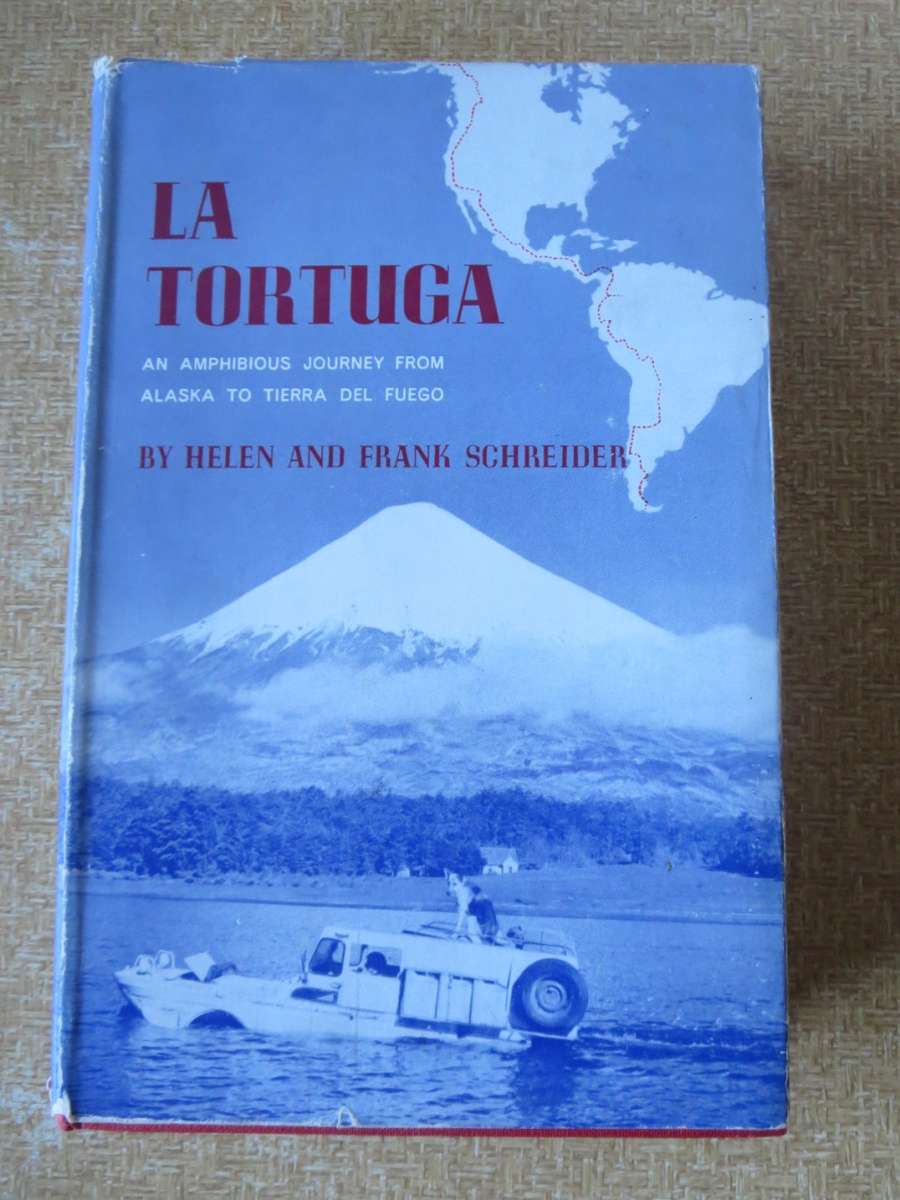 LA
TORTUGA
AN AMPHIBIOUS JOURNEY FROM
ALASKA TO TIERRA DEL FUEGO
BY HELEN AND FRANK SCHREIDER